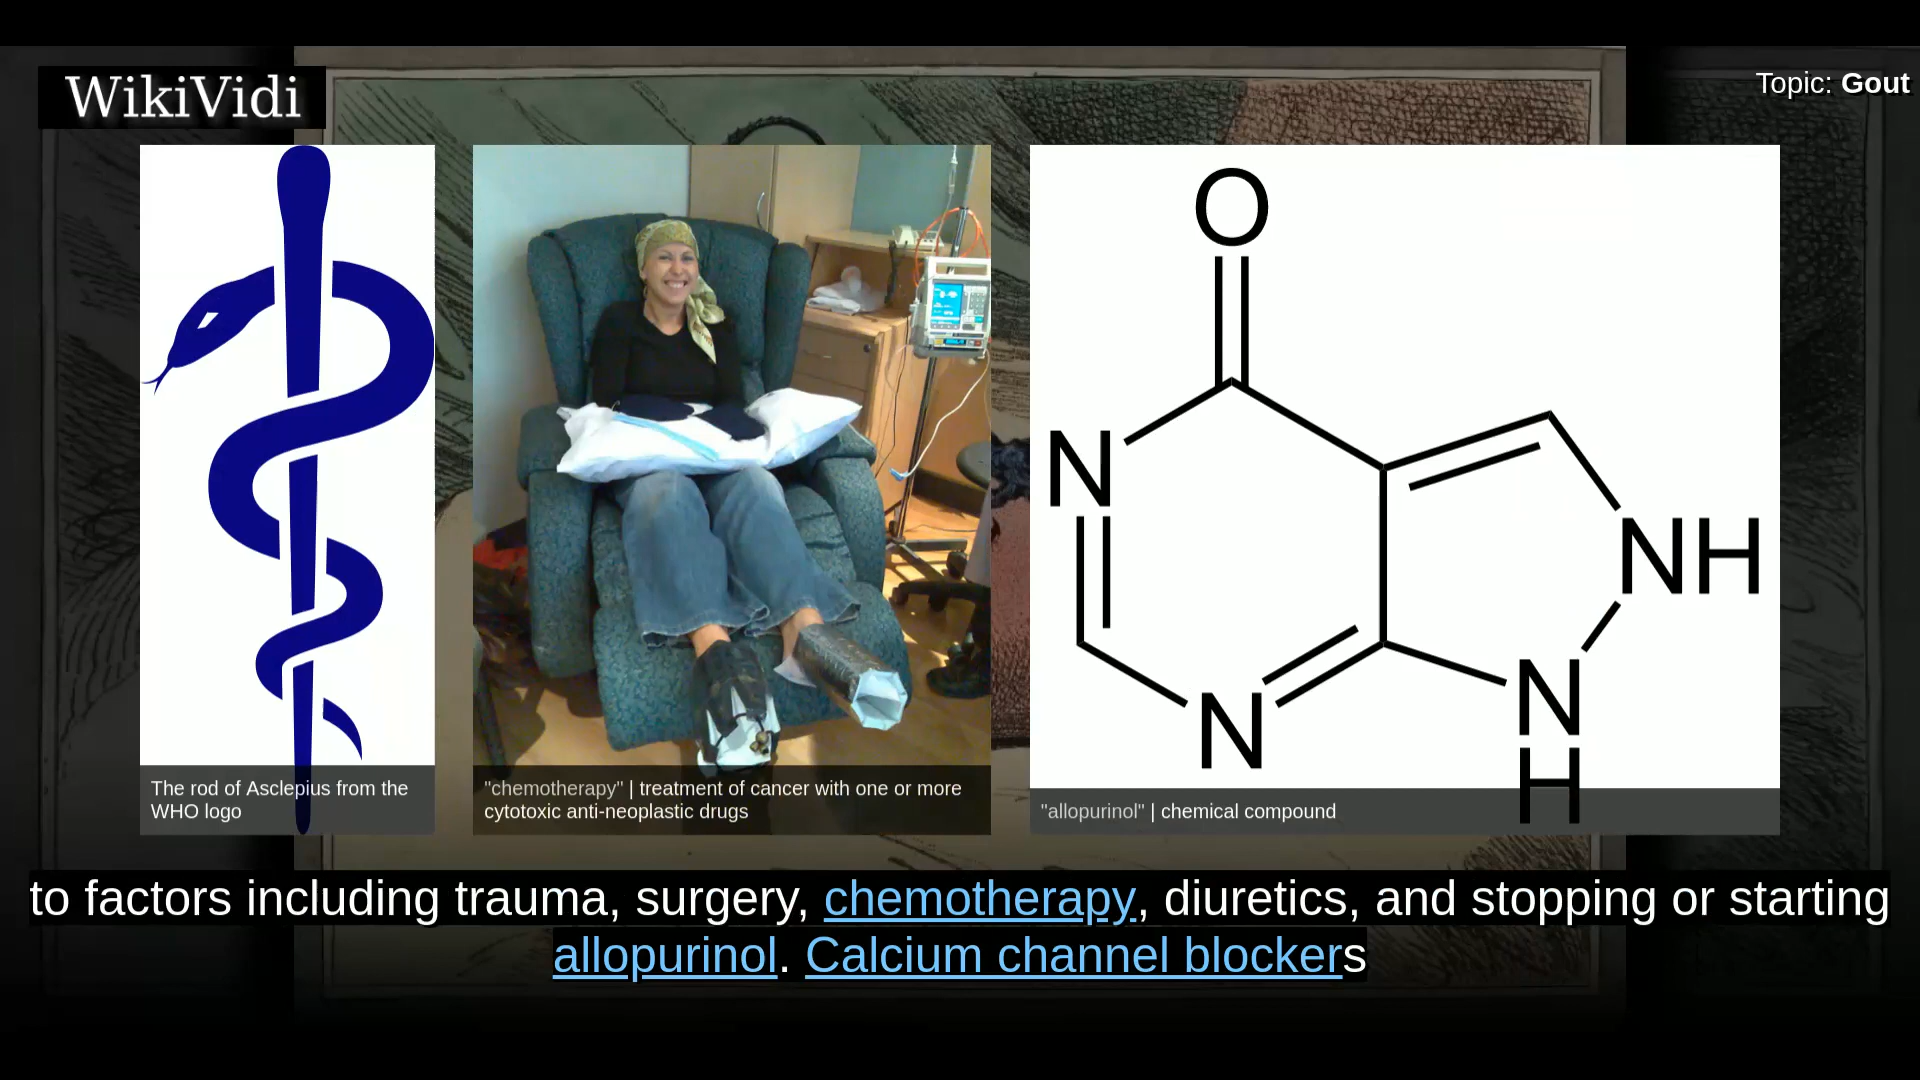 WikiVidi
Topic: Gout
O
N
NH
N
N
H
The rod of Asclepius from the
WHO logo
"chemotherapy" | treatment of cancer with one or more
cytotoxic anti-neoplastic drugs
"allopurinol" | chemical compound
to factors including trauma, surgery, chemotherapy, diuretics, and stopping or starting
allopurinol. Calcium channel blockers